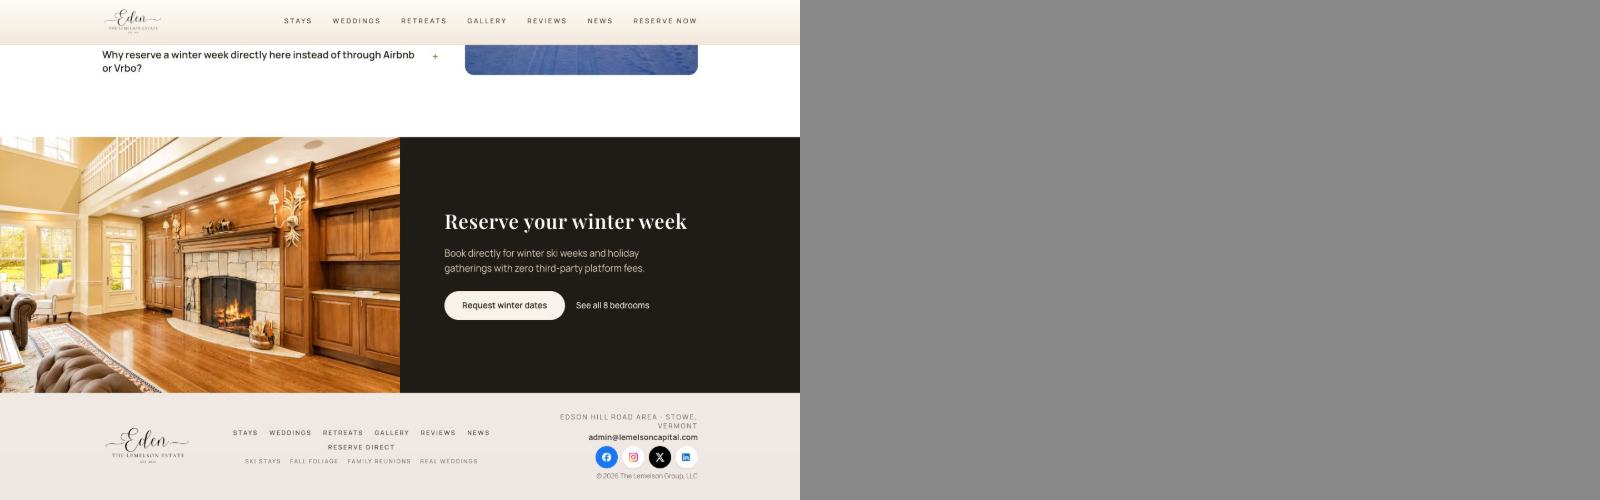 Eden
THE LEMELSON ESTATE
STAYS WEDDINGS RETREATS GALLERY REVIEWS NEWS RESERVE NOW
Why reserve a winter week directly here instead of through Airbnb +
or Vrbo?
Reserve your winter week
Book directly for winter ski weeks and holiday
gatherings with zero third-party platform fees.
Request winter dates See all 8 bedrooms
Eden
THE LEMELSON ESTATE
STAYS WEDDINGS RETREATS GALLERY REVIEWS NEWS
RESERVE DIRECT
SKI STAYS FALL FOLIAGE FAMILY REUNIONS REAL WEDDINGS
EDSON HILL ROAD AREA · STOWE,
VERMONT
admin@lemelsoncapital.com
© 2026 The Lemelson Group, LLC